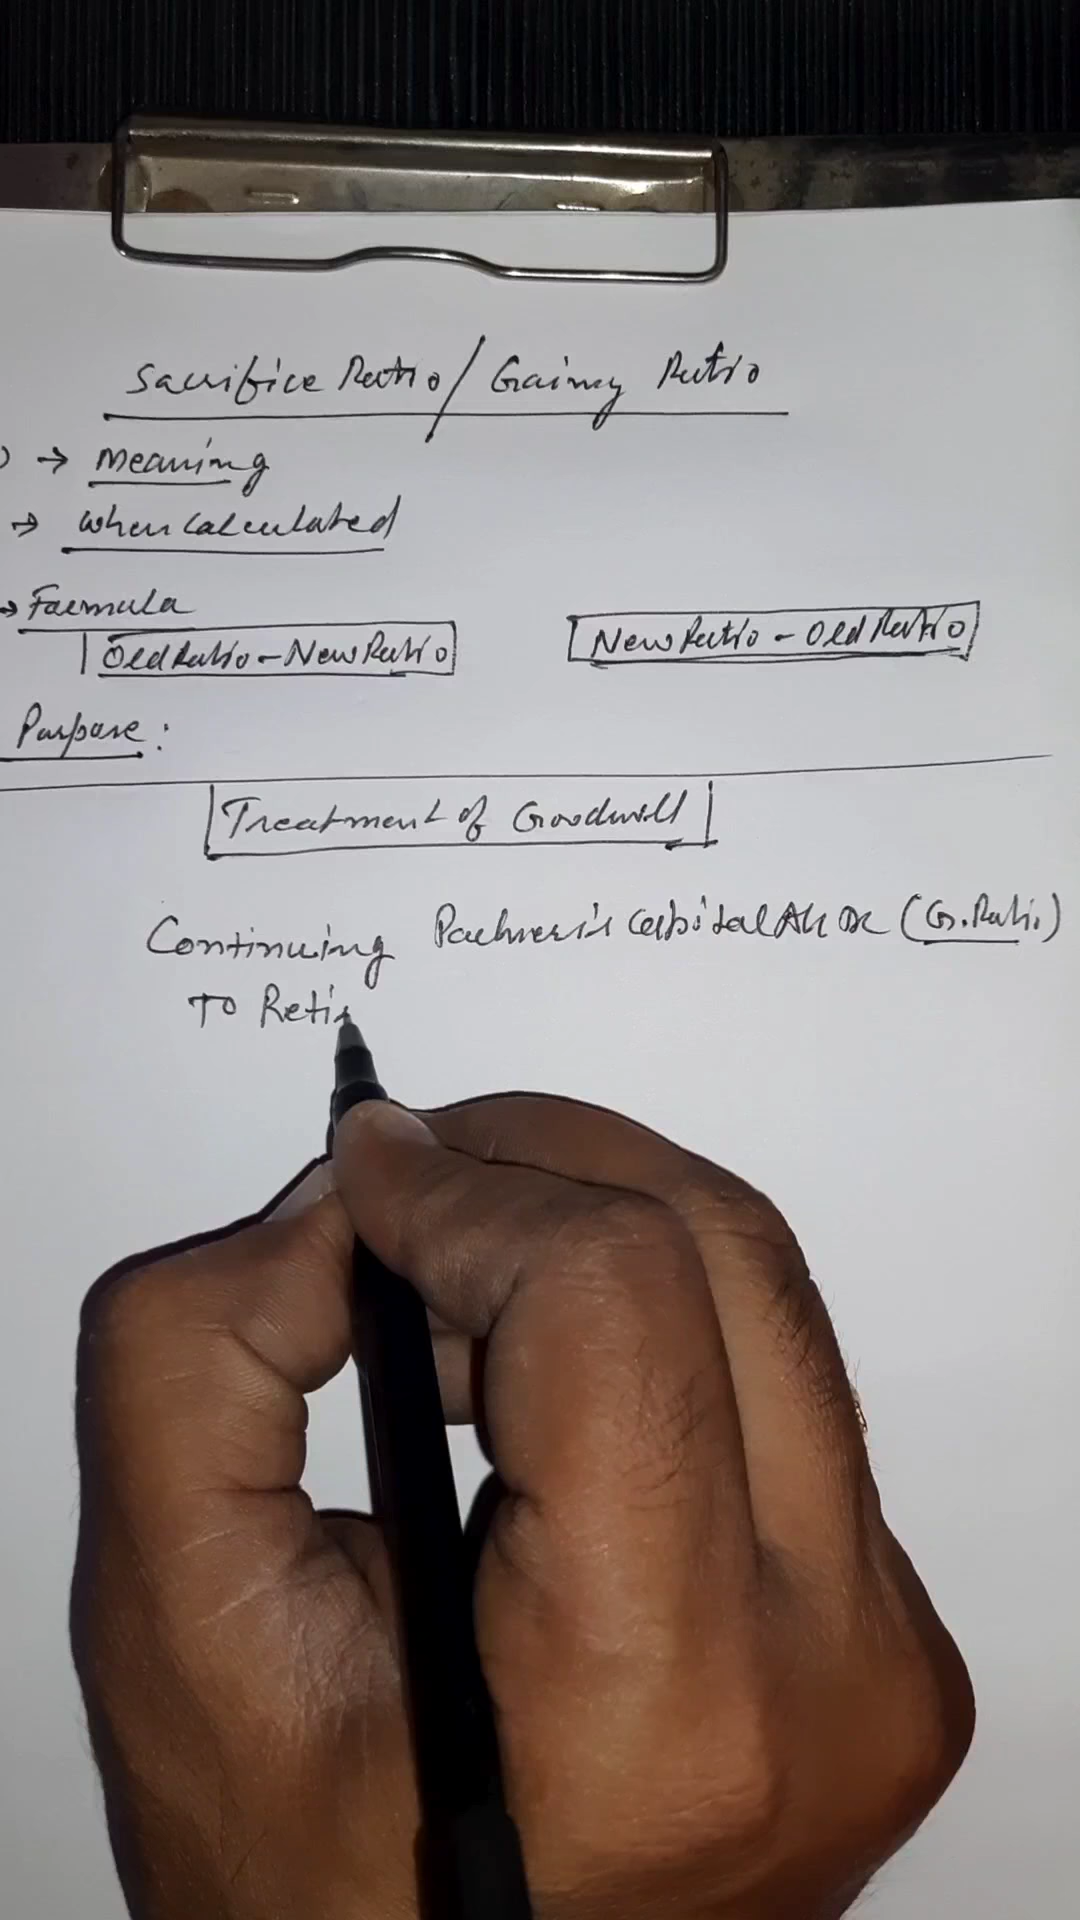 Sacrifice Ratio / Gaining Ratio
→ Meaning
→ When Calculated
→ Formula
Old Ratio - New Ratio New Ratio - Old Ratio
Purpose:
Treatment of Goodwill
Continuing Partner's Capital A/c Dr (G. Ratio)
To Reti